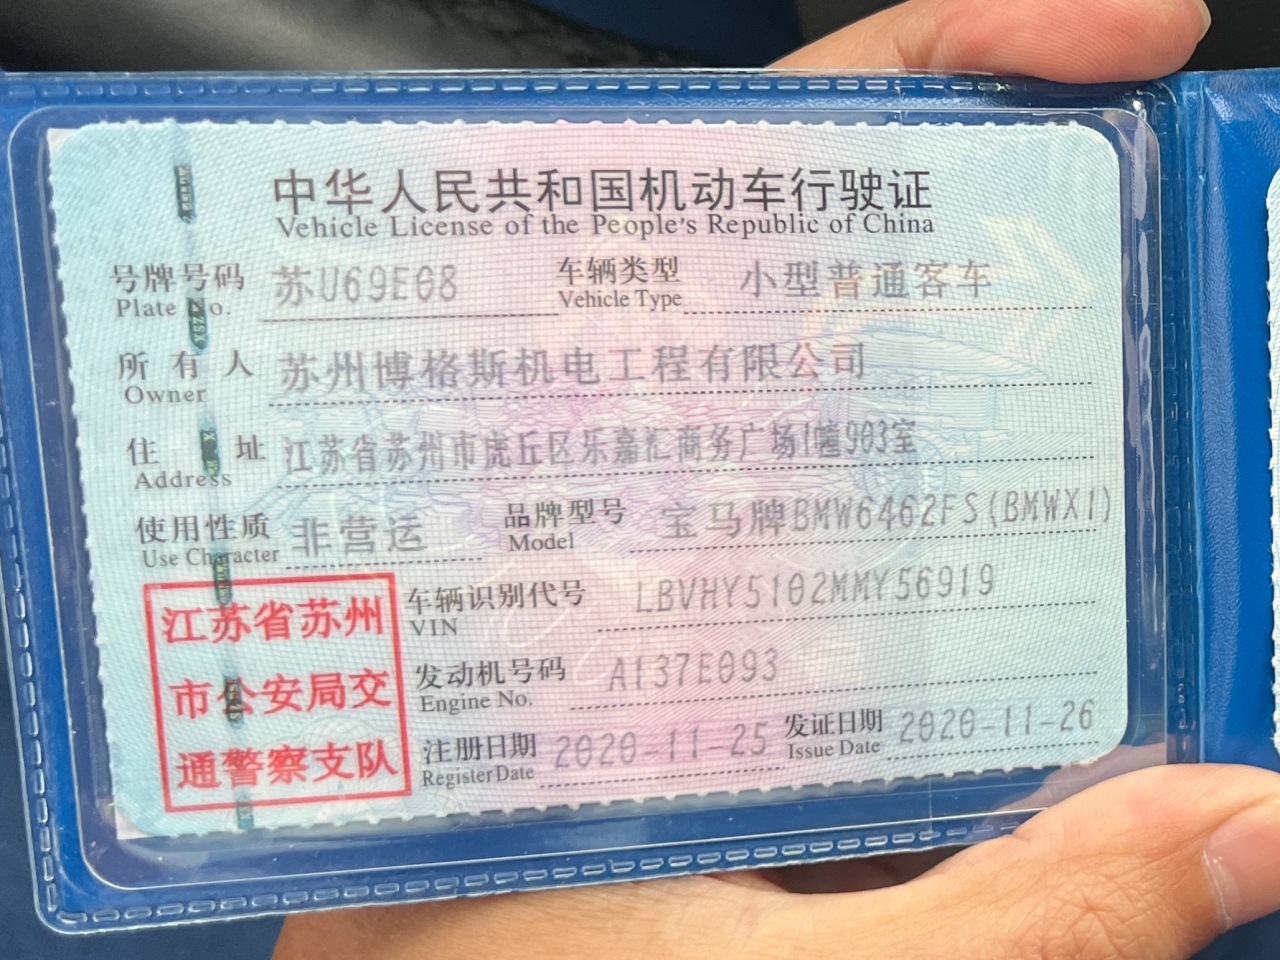 中华人民共和国机动车行驶证
Vehicle License of the People's Republic of China
号牌号码 苏U69E08 车辆类型 小型普通客车
Plate No. Vehicle Type
所有人 苏州博格斯机电工程有限公司
Owner
住址 江苏省苏州市虎丘区乐嘉汇商务广场1幢903室
Address
使用性质 非营运 品牌型号 宝马牌BMW6462FS(BMWX1)
Use Character Model
车辆识别代号 LBVHY5102MMY56919
VIN
发动机号码 A137E093
Engine No.
注册日期 2020-11-25 发证日期 2020-11-26
Register Date Issue Date
江苏省苏州
市公安局交
通警察支队